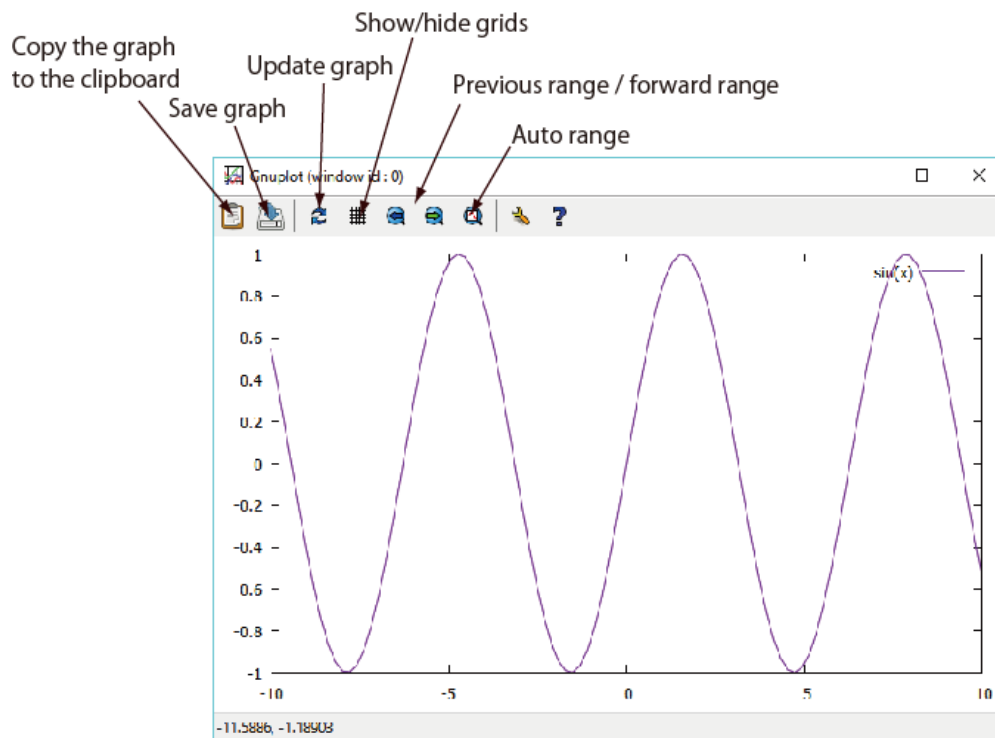 Show/hide grids
Copy the graph
to the clipboard
Update graph
Previous range / forward range
Save graph
Auto range
Gnuplot (window id : 0)
?
1
sin(x)
0.8
0.6
0.4
0.2
0
-0.2
-0.4
0.6
-0.8
-1
-10
-5
0
5
10
-11.5886, -1.18903